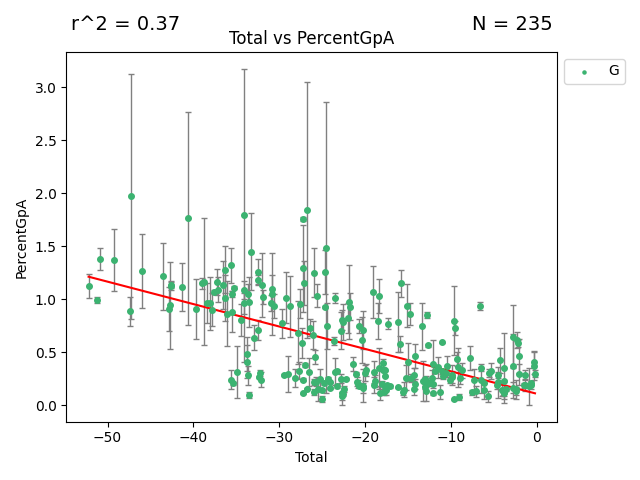 r^2 = 0.37
N = 235
Total vs PercentGpA
G
PercentGpA
3.0
2.5
2.0
1.5
1.0
0.5
0.0
−50
−40
−30
−20
−10
0
Total